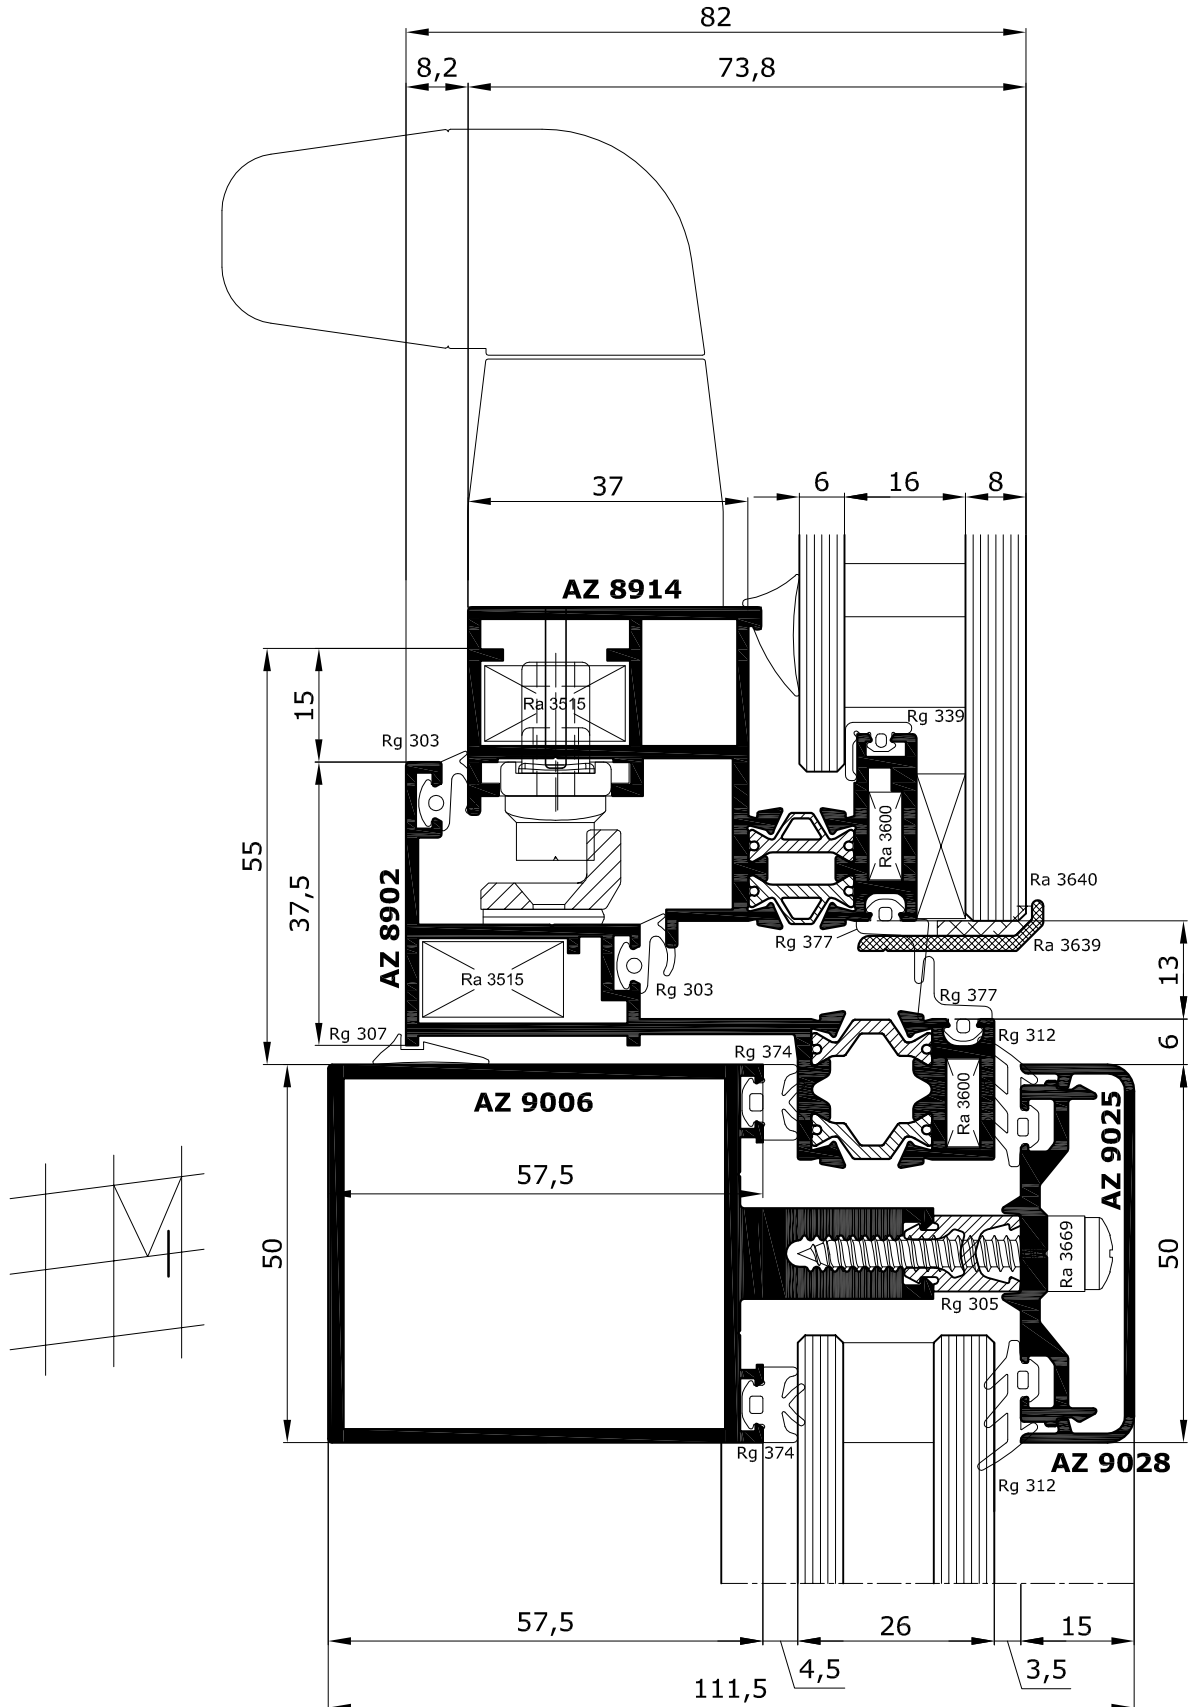 82
8,2
73,8
37
6
16
8
AZ 8914
15
Ra 3515
Rg 339
Rg 303
55
37,5
Ra 3600
AZ 8902
Ra 3640
Rg 377
Ra 3639
Ra 3515
Rg 303
13
Rg 377
Rg 307
Rg 374
Rg 312
6
AZ 9006
Ra 3600
AZ 9025
57,5
50
Ra 3669
50
Rg 305
Rg 374
AZ 9028
Rg 312
57,5
26
15
4,5
3,5
111,5